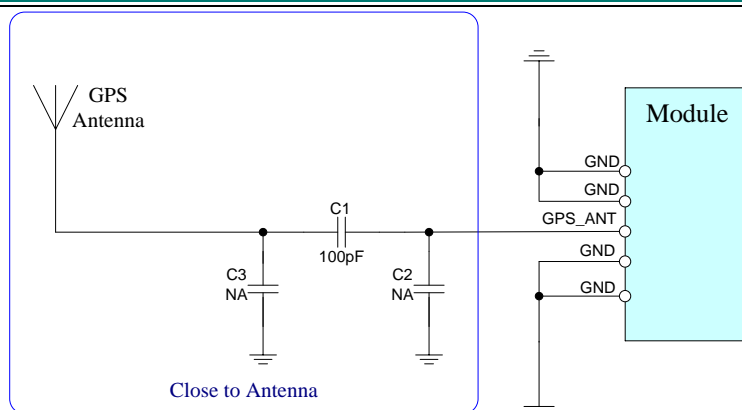 GPS
Antenna
Module
GND
GND
C1
GPS_ANT
100pF
GND
C3
NA
C2
NA
GND
Close to Antenna